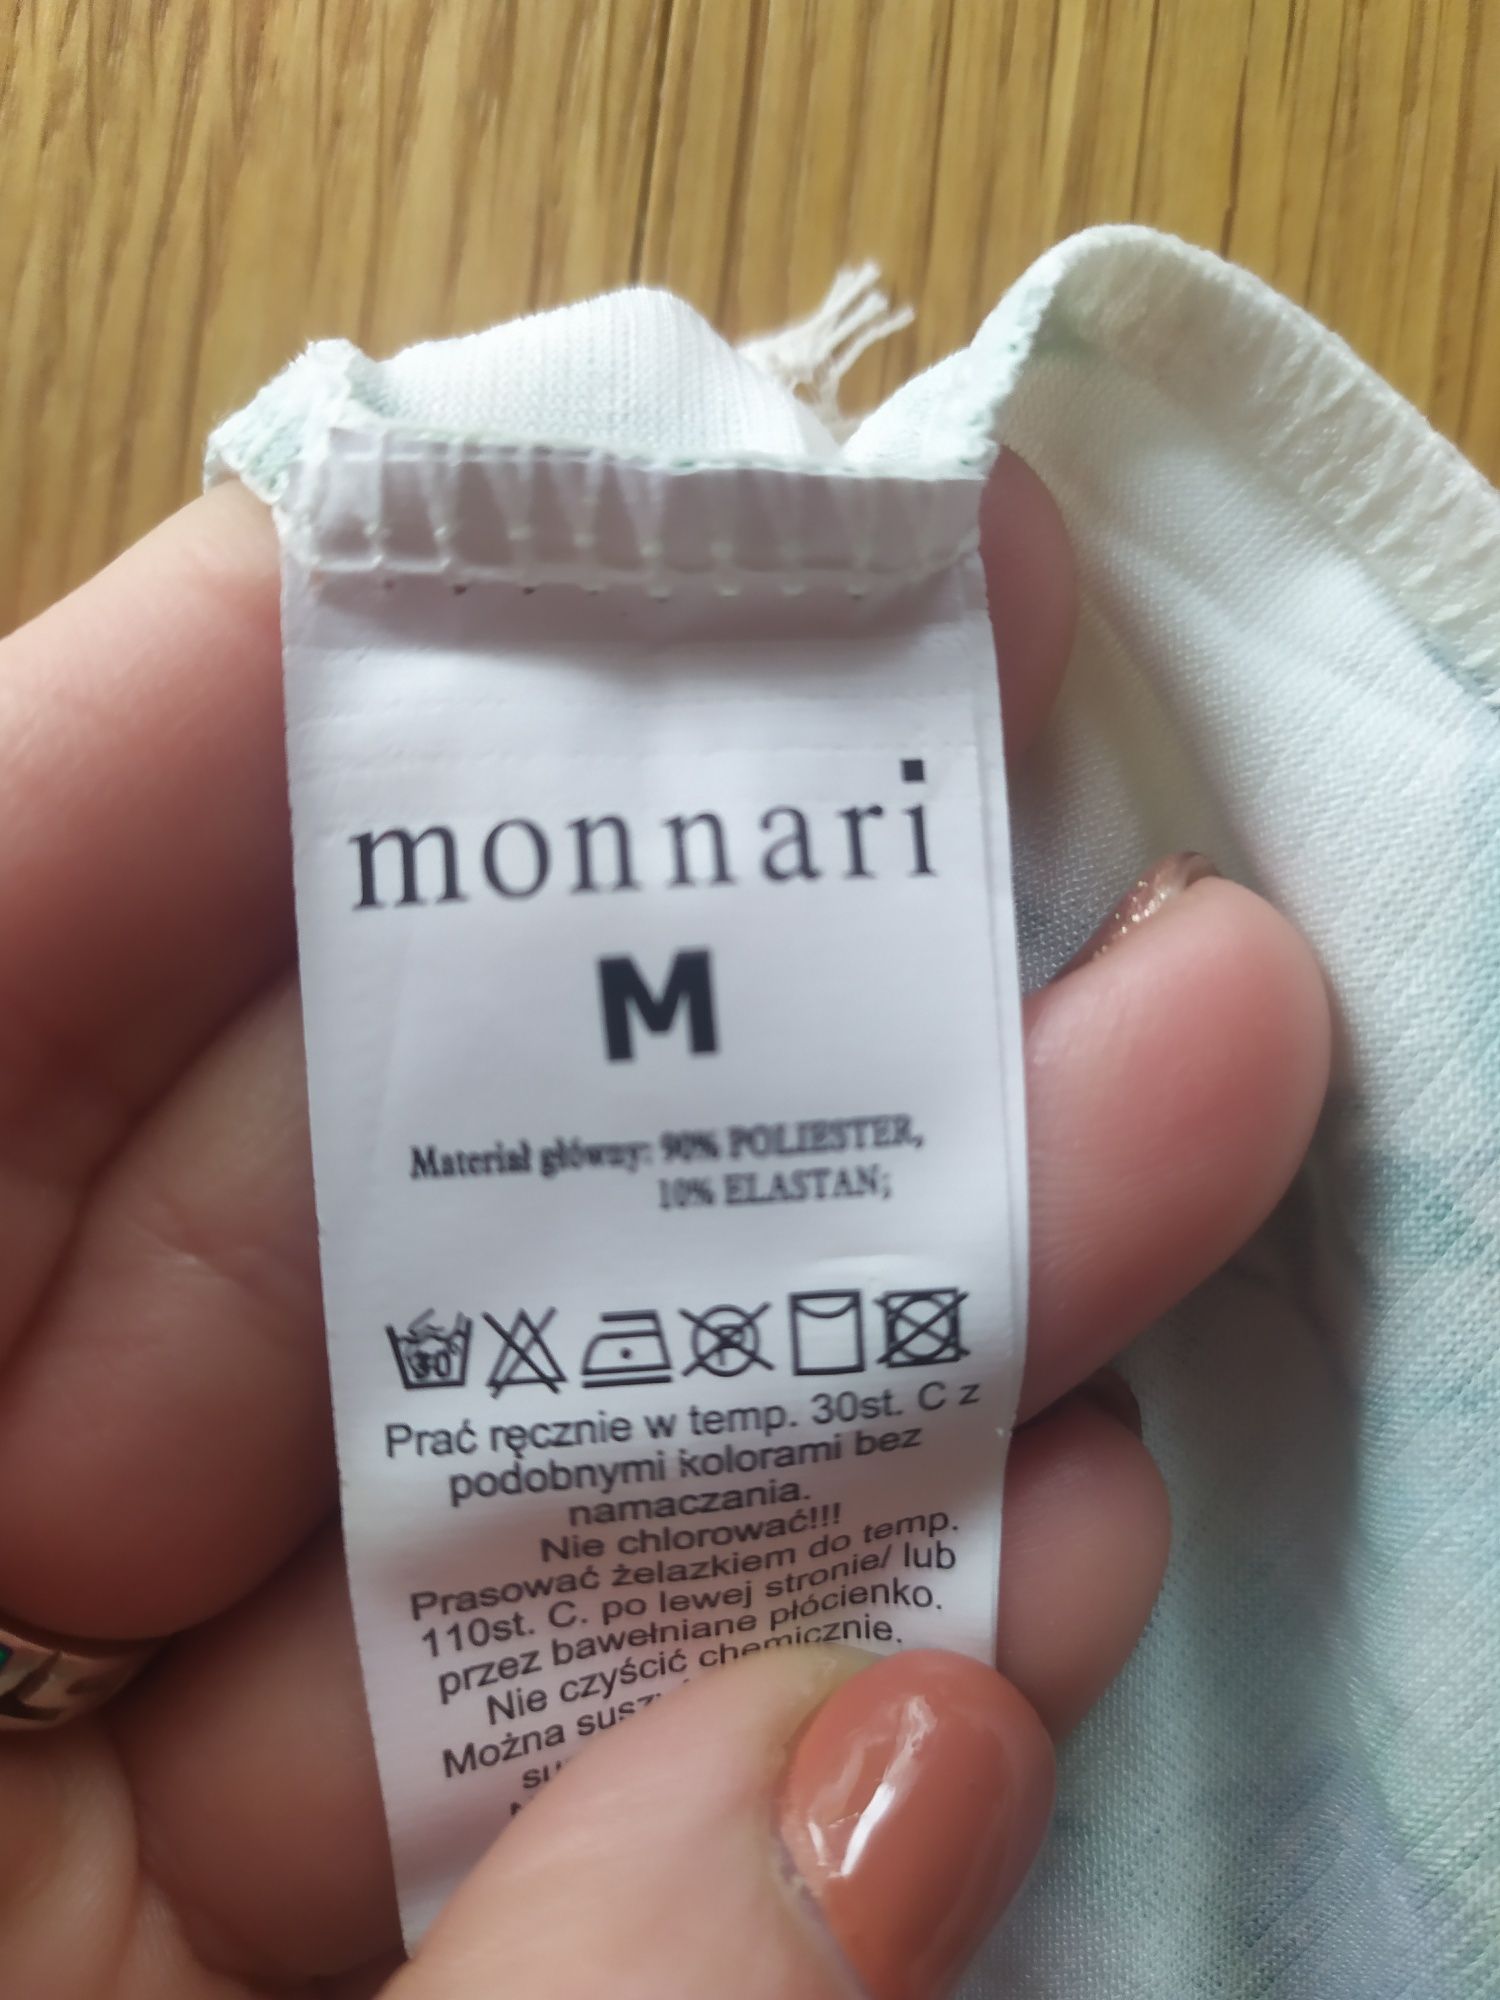 monnari
M
Materiał główny: 90% POLIESTER,
10% ELASTAN;
30°
P
Prać ręcznie w temp. 30st. C z
podobnymi kolorami bez
namaczania.
Nie chlorować!!!
Prasować żelazkiem do temp.
110st. C. po lewej stronie/ lub
przez bawełniane płócienko.
Nie czyścić chemicznie.
Można